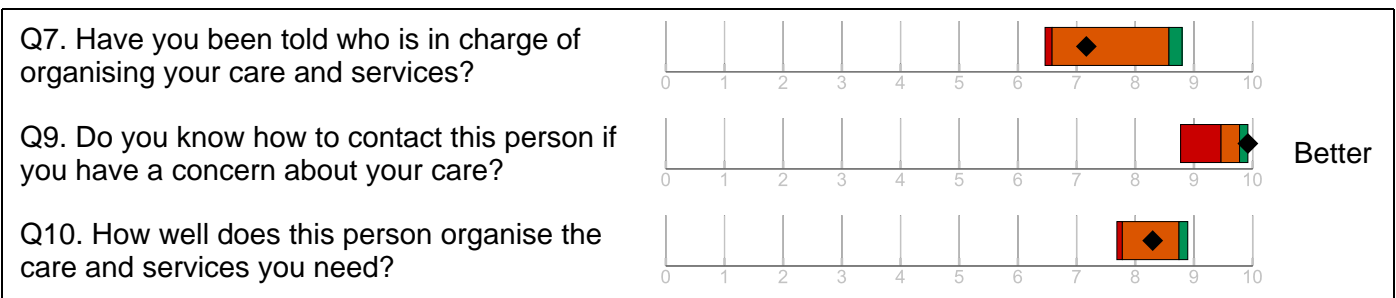 Q7. Have you been told who is in charge of
organising your care and services?
0 1 2 3 4 5 6 7 8 9 10
Q9. Do you know how to contact this person if
you have a concern about your care?
0 1 2 3 4 5 6 7 8 9 10
Better
Q10. How well does this person organise the
care and services you need?
0 1 2 3 4 5 6 7 8 9 10